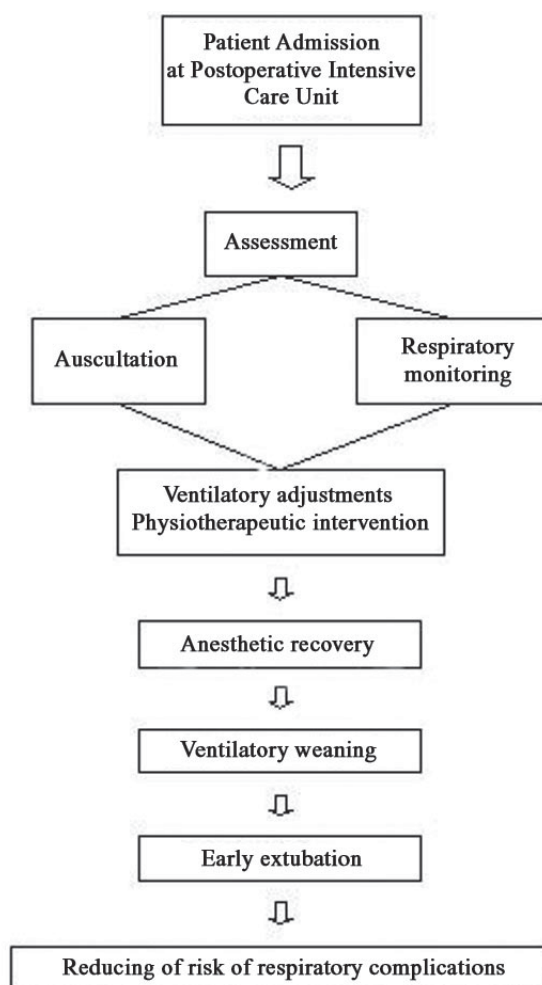 Patient Admission
at Postoperative Intensive
Care Unit
Assessment
Auscultation
Respiratory
monitoring
Ventilatory adjustments
Physiotherapeutic intervention
Anesthetic recovery
Ventilatory weaning
Early extubation
Reducing of risk of respiratory complications